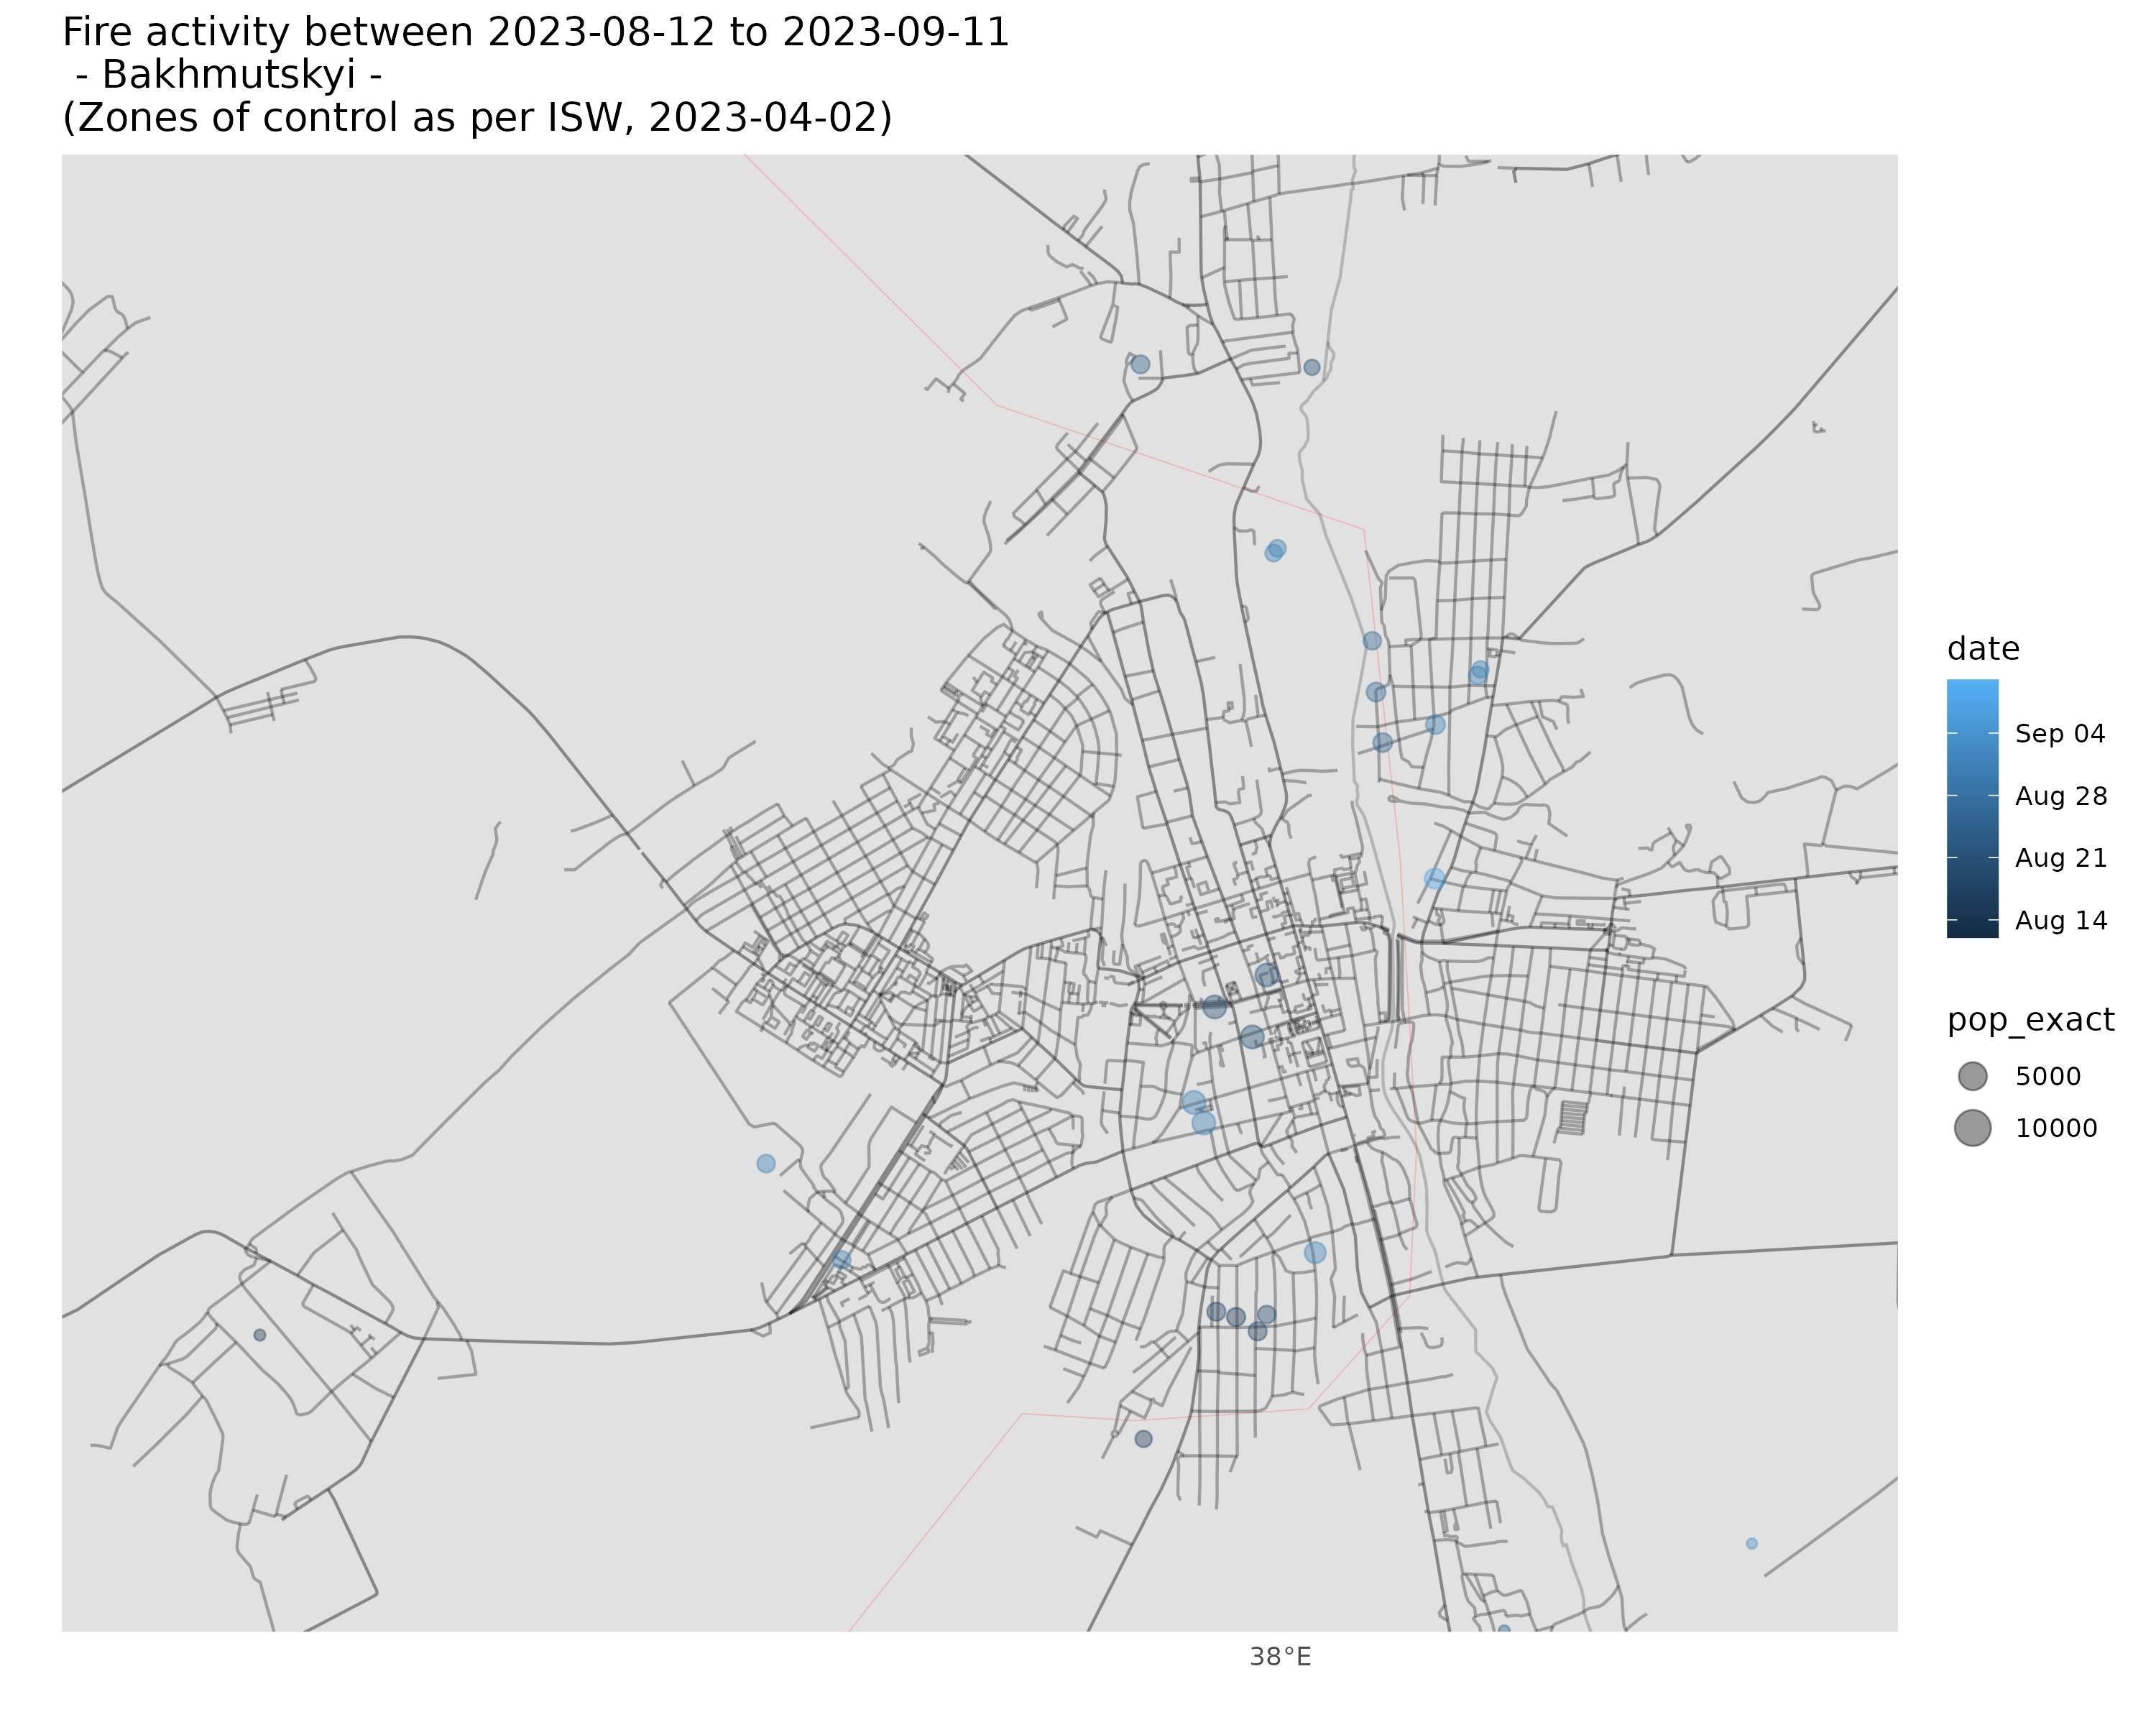 Fire activity between 2023-08-12 to 2023-09-11
- Bakhmutskyi -
(Zones of control as per ISW, 2023-04-02)
date
Sep 04
Aug 28
Aug 21
Aug 14
pop_exact
5000
10000
38°E